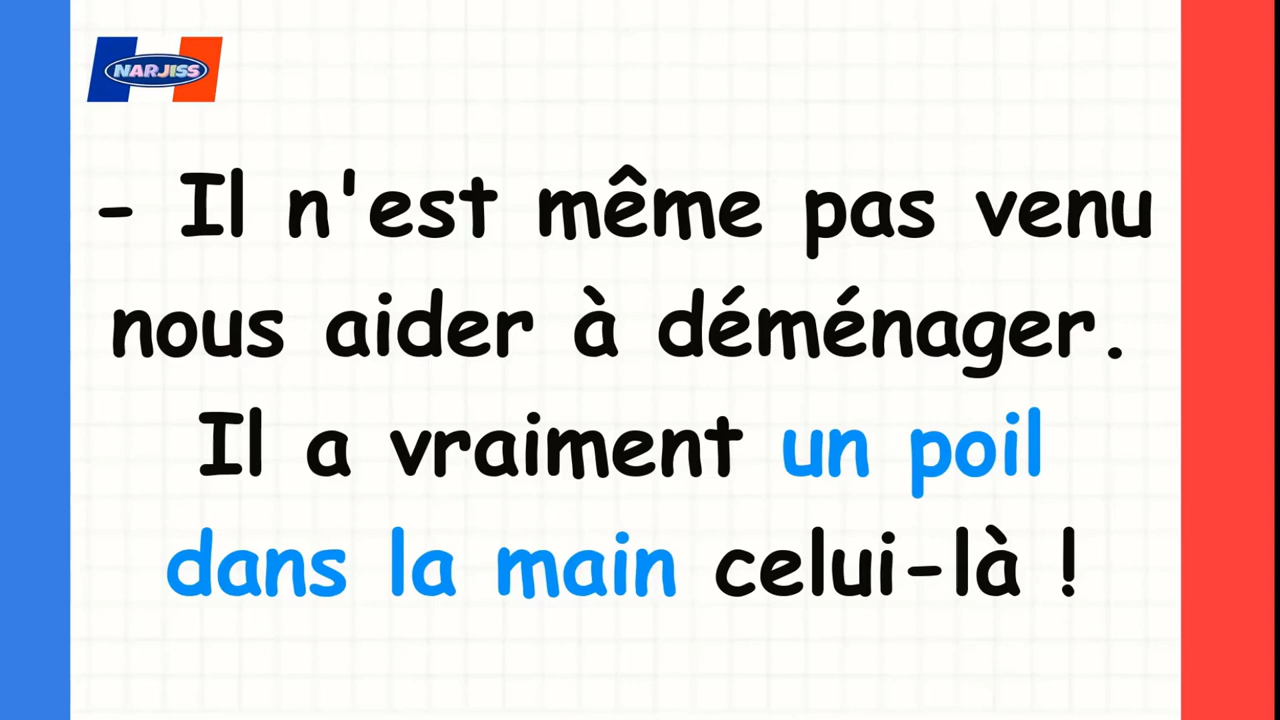 NARJISS
- Il n'est même pas venu
nous aider à déménager.
Il a vraiment un poil
dans la main celui-là !